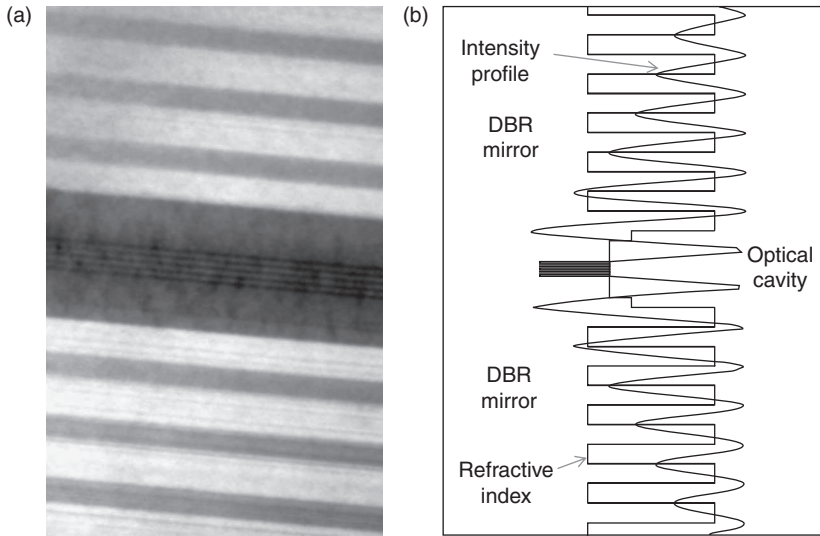 (a)
(b)
Intensity
profile
DBR
mirror
Optical
cavity
DBR
mirror
Refractive
index